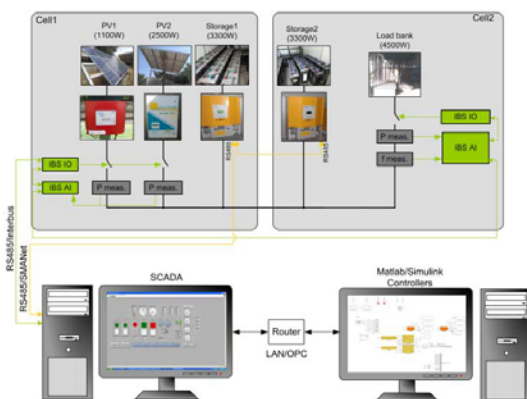 Cell1
PV1
(1100W)
PV2
(2500W)
Storage1
(3300W)
Storage2
(3300W)
Cell2
Load bank
(4500W)
IBS IO
IBS AI
P meas.
P meas.
RS485
RS485
P meas.
f meas.
IBS IO
IBS AI
RS485/Interbus
RS485/SMANet
SCADA
Router
LAN/OPC
Matlab/Simulink
Controllers